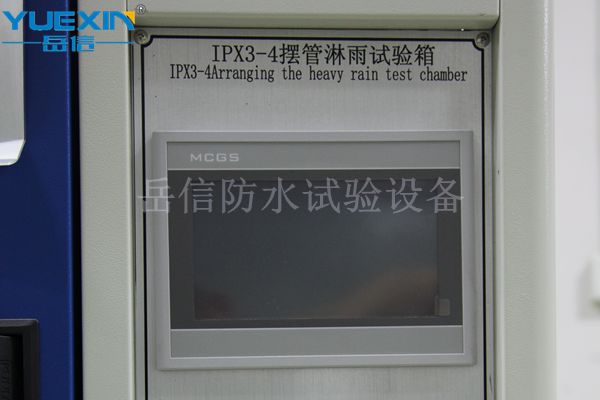 YUEXIN
岳信
IPX3-4摆管淋雨试验箱
IPX3-4Arranging the heavy rain test chamber
MCGS
岳信防水试验设备